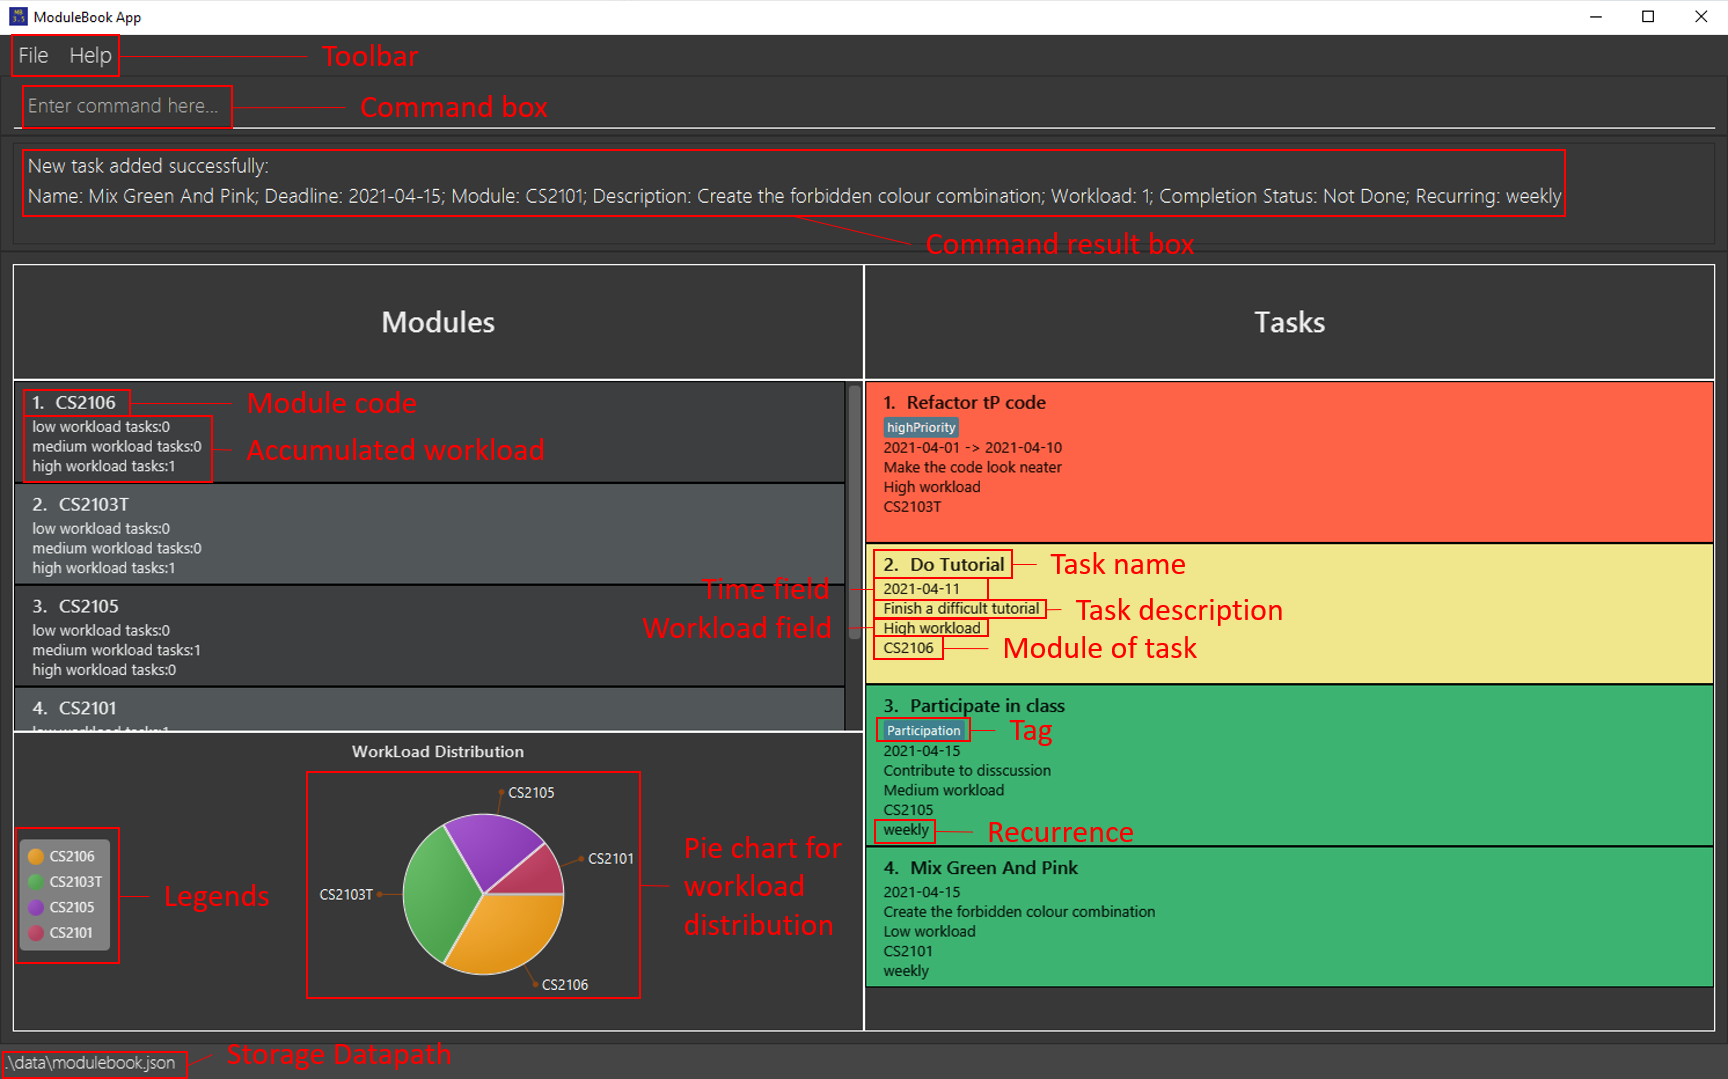 ModuleBook App
File Help
Toolbar
Enter command here...
Command box
New task added successfully:
Name: Mix Green And Pink; Deadline: 2021-04-15; Module: CS2101; Description: Create the forbidden colour combination; Workload: 1; Completion Status: Not Done; Recurring: weekly
Command result box
Modules
1. CS2106
Module code
low workload tasks:0
medium workload tasks:0
high workload tasks:1
Accumulated workload
2. CS2103T
low workload tasks:0
medium workload tasks:0
high workload tasks:1
3. CS2105
low workload tasks:0
medium workload tasks:1
high workload tasks:0
4. CS2101
low workload tasks:1
Tasks
1. Refactor tP code
highPriority
2021-04-01 -> 2021-04-10
Make the code look neater
High workload
CS2103T
2. Do Tutorial
Task name
Time field
2021-04-11
Finish a difficult tutorial
Task description
Workload field
High workload
CS2106
Module of task
3. Participate in class
Participation
Tag
2021-04-15
Contribute to disscussion
Medium workload
CS2105
weekly
Recurrence
4. Mix Green And Pink
2021-04-15
Create the forbidden colour combination
Low workload
CS2101
weekly
WorkLoad Distribution
CS2105
CS2101
CS2103T
CS2106
Pie chart for
workload
distribution
CS2106
CS2103T
CS2105
CS2101
Legends
.\data\modulebook.json
Storage Datapath